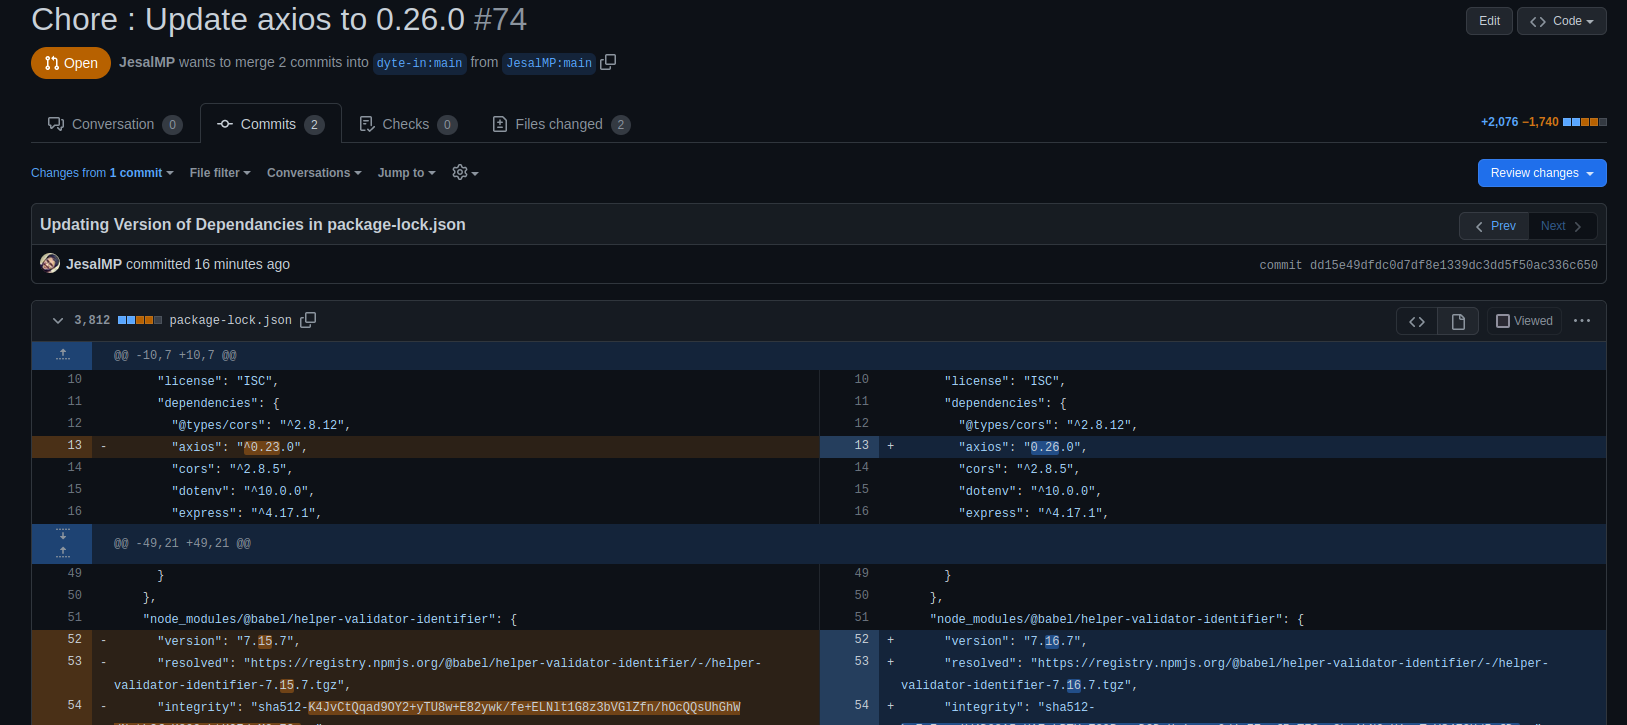 Chore : Update axios to 0.26.0 #74
Edit
Code
Open
JesalMP wants to merge 2 commits into dyte-in:main from JesalMP:main
Conversation 0
Commits 2
Checks 0
Files changed 2
+2,076 −1,740
Changes from 1 commit
File filter
Conversations
Jump to
Review changes
Updating Version of Dependancies in package-lock.json
Prev
Next
JesalMP committed 16 minutes ago
commit dd15e49dfdc0d7df8e1339dc3dd5f50ac336c650
3,812 package-lock.json
Viewed
@@ -10,7 +10,7 @@
10 "license": "ISC", 10 "license": "ISC",
11 "dependencies": { 11 "dependencies": {
12 "@types/cors": "^2.8.12", 12 "@types/cors": "^2.8.12",
13 - "axios": "^0.23.0", 13 + "axios": "0.26.0",
14 "cors": "^2.8.5", 14 "cors": "^2.8.5",
15 "dotenv": "^10.0.0", 15 "dotenv": "^10.0.0",
16 "express": "^4.17.1", 16 "express": "^4.17.1",
@@ -49,21 +49,21 @@
49 } 49 }
50 }, 50 },
51 "node_modules/@babel/helper-validator-identifier": { 51 "node_modules/@babel/helper-validator-identifier": {
52 - "version": "7.15.7", 52 + "version": "7.16.7",
53 - "resolved": "https://registry.npmjs.org/@babel/helper-validator-identifier/-/helper- 53 + "resolved": "https://registry.npmjs.org/@babel/helper-validator-identifier/-/helper-
validator-identifier-7.15.7.tgz", validator-identifier-7.16.7.tgz",
54 - "integrity": "sha512-K4JvCtQqad9OY2+yTU8w+E82ywk/fe+ELNlt1G8z3bVGlZfn/hOcQQsUhGhW 54 + "integrity": "sha512-